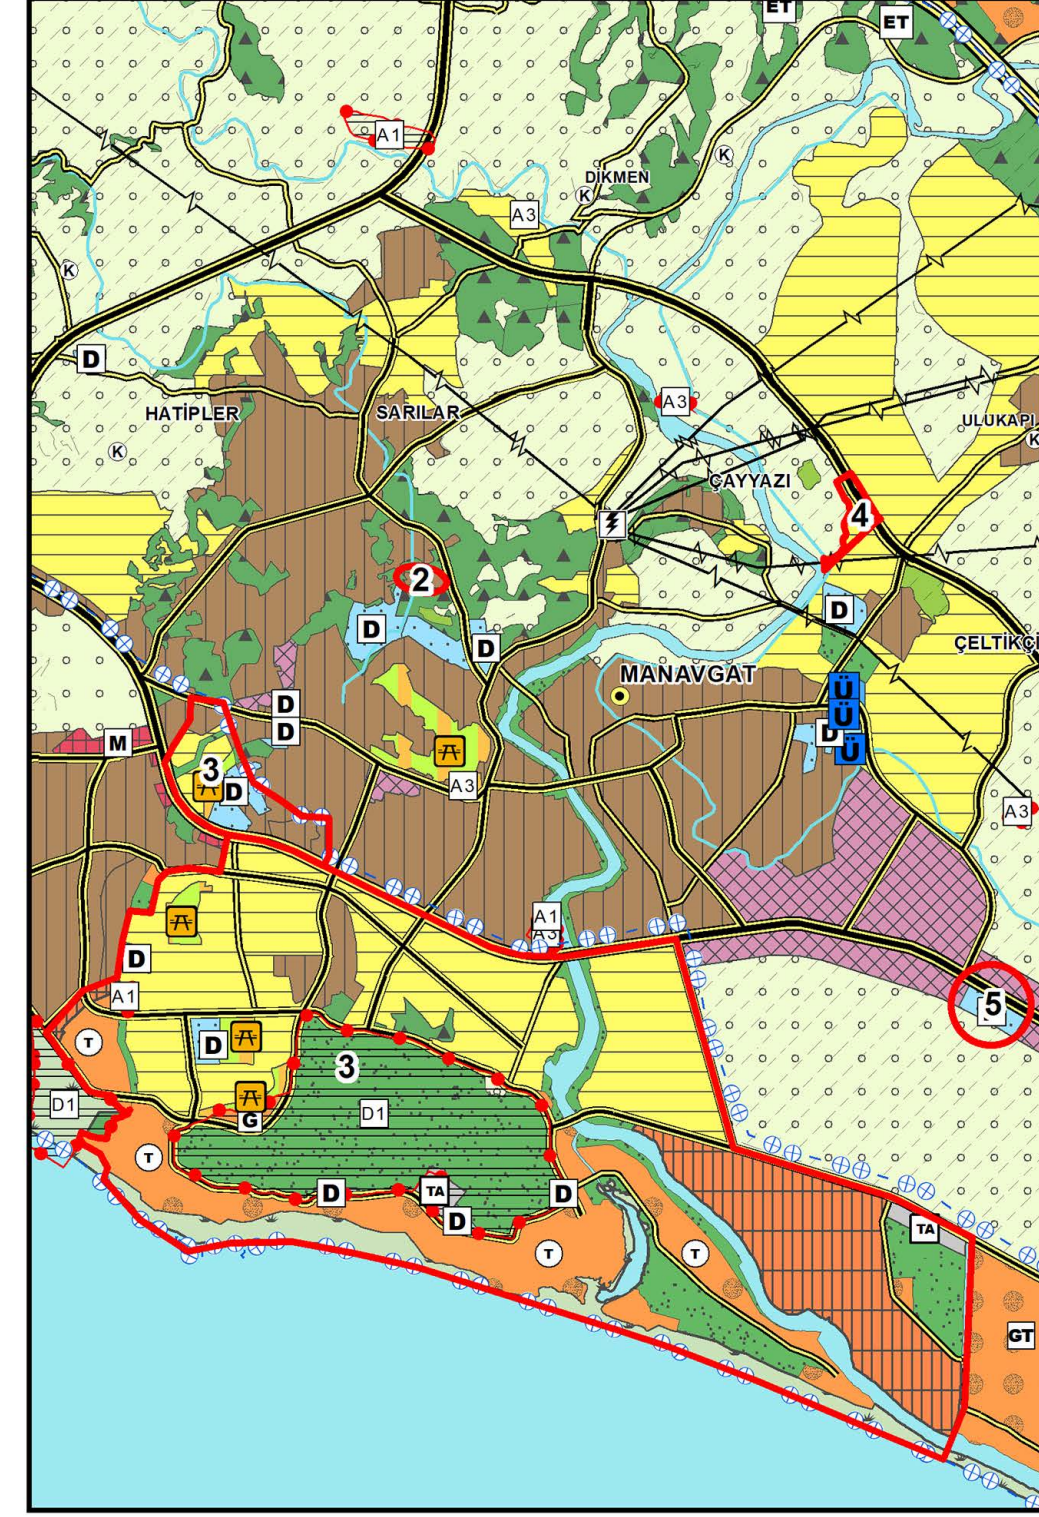 ET
ET
A1
K
DİKMEN
K
A3
K
D
A3
HATİPLER
SARILAR
ULUKAPI
K
K
ÇAYYAZI
4
2
D
D
D
ÇELTİKÇİ
MANAVGAT
Ü
D
Ü
D
D
M
Ü
3
D
A3
A3
A1
A3
D
A1
5
T
D
3
D1
D1
G
T
D
TA
D
D
TA
T
T
GT